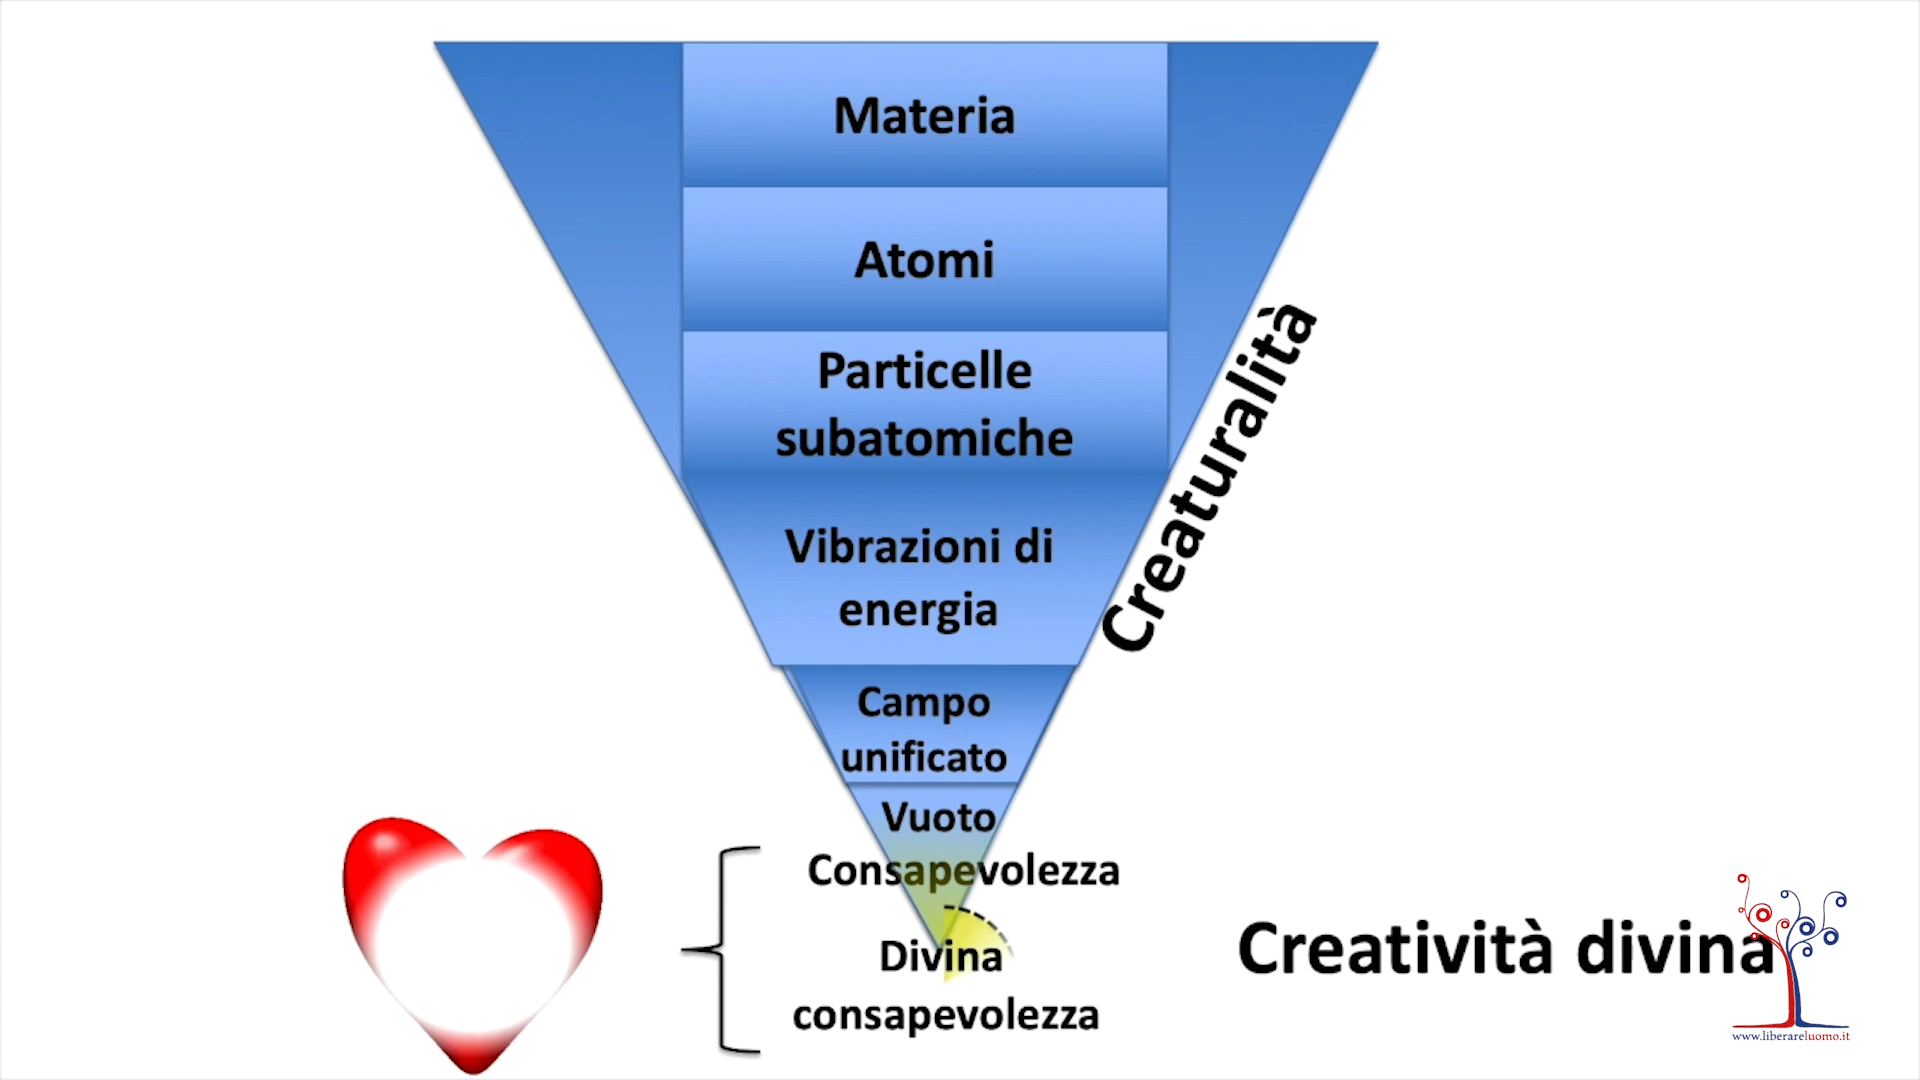 Materia
Atomi
Particelle
subatomiche
Vibrazioni di
energia
Creaturalità
Campo
unificato
Vuoto
Consapevolezza
Divina
consapevolezza
Creatività divina
www.liberareluomo.it